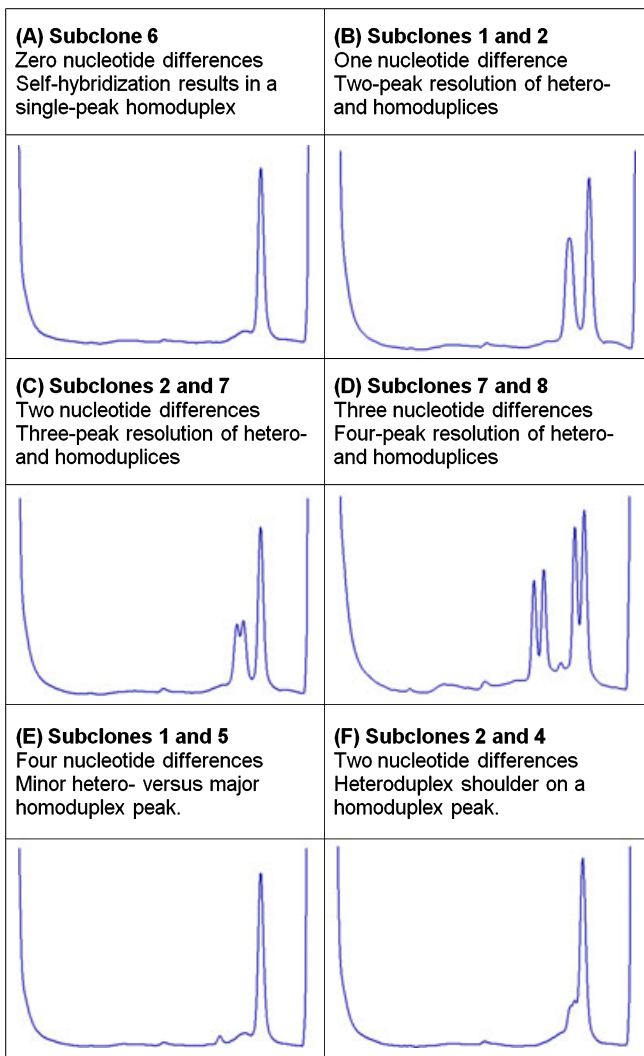 (A) Subclone 6
Zero nucleotide differences
Self-hybridization results in a
single-peak homoduplex
(B) Subclones 1 and 2
One nucleotide difference
Two-peak resolution of hetero-
and homoduplices
(C) Subclones 2 and 7
Two nucleotide differences
Three-peak resolution of hetero-
and homoduplices
(D) Subclones 7 and 8
Three nucleotide differences
Four-peak resolution of hetero-
and homoduplices
(E) Subclones 1 and 5
Four nucleotide differences
Minor hetero- versus major
homoduplex peak.
(F) Subclones 2 and 4
Two nucleotide differences
Heteroduplex shoulder on a
homoduplex peak.